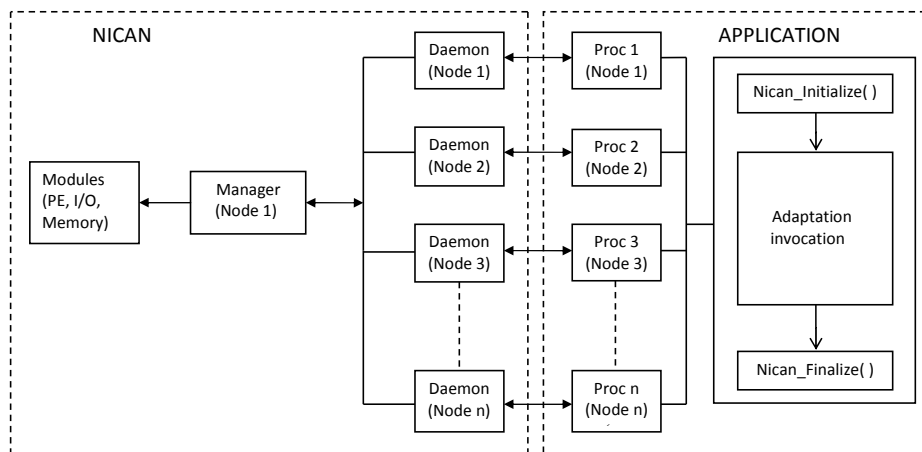 NICAN
APPLICATION
Daemon
(Node 1)
Proc 1
(Node 1)
Nican_Initialize( )
Daemon
(Node 2)
Proc 2
(Node 2)
Modules
(PE, I/O,
Memory)
Manager
(Node 1)
Adaptation
invocation
Daemon
(Node 3)
Proc 3
(Node 3)
Nican_Finalize( )
Daemon
(Node n)
Proc n
(Node n)